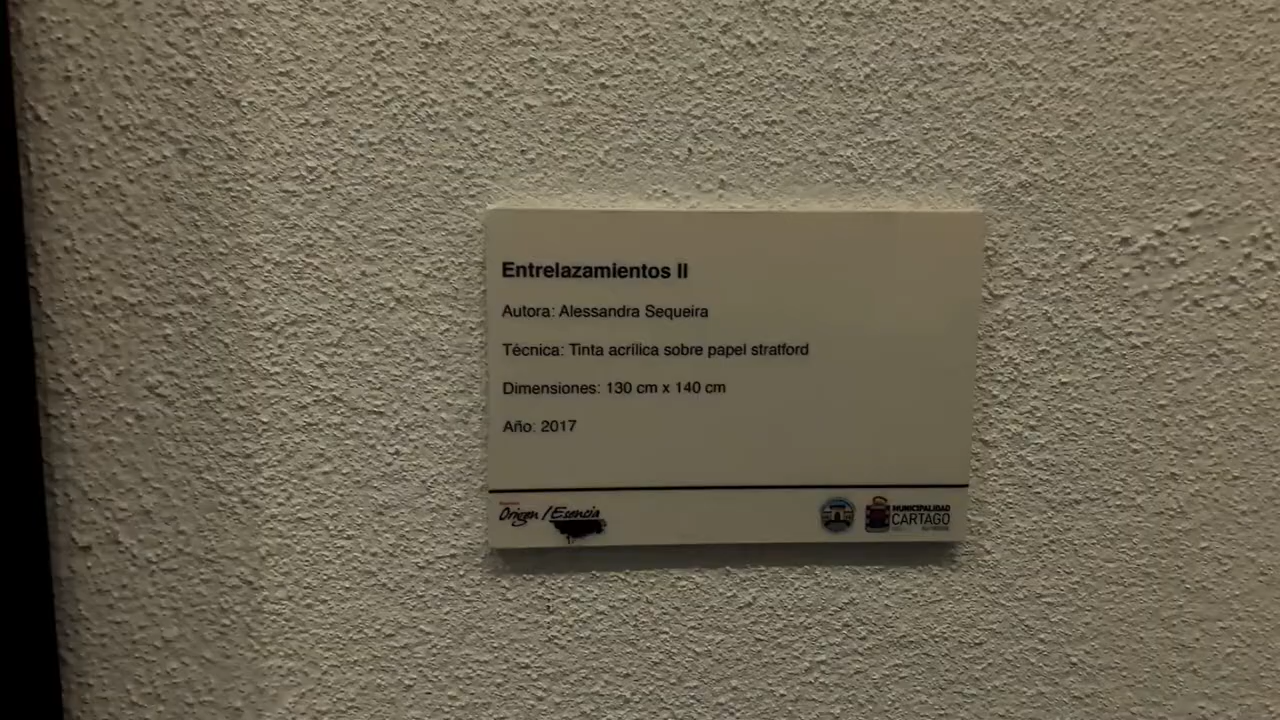 Entrelazamientos II
Autora: Alessandra Sequeira
Técnica: Tinta acrílica sobre papel stratford
Dimensiones: 130 cm x 140 cm
Año: 2017
Origen / Esencia
MUNICIPALIDAD
CARTAGO